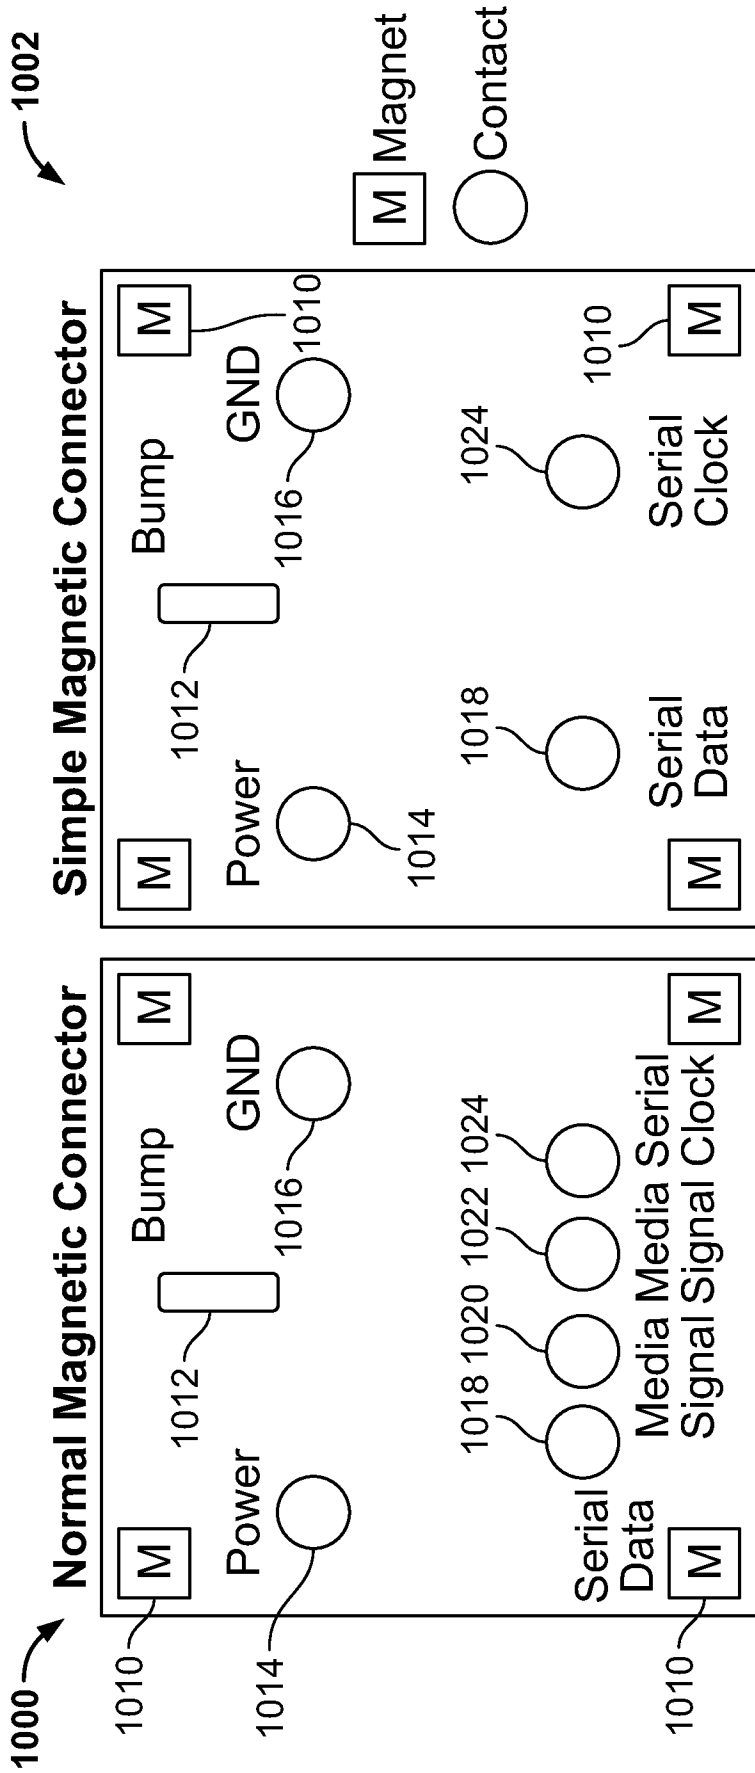 1000
1002
Normal Magnetic Connector
Simple Magnetic Connector
1010
M
Bump
M
1012
Power
GND
1014
1016
1018
1020
1022
1024
Serial
Data
Media
Signal
Media
Signal
Serial
Clock
1010
M
M
M
Bump
M
1010
1012
Power
GND
1014
1016
1018
1024
Serial
Data
Serial
Clock
1010
M
M
M
Magnet
Contact